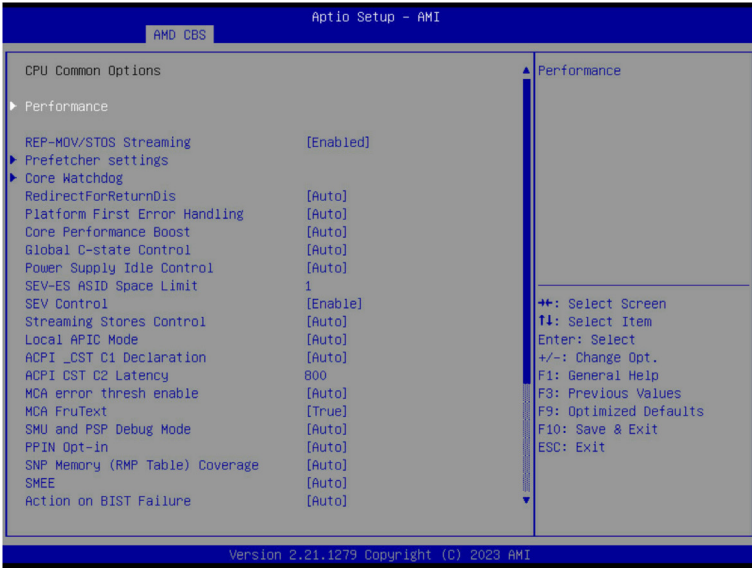 Aptio Setup – AMI
AMD CBS
CPU Common Options
Performance
REP-MOV/STOS Streaming [Enabled]
Prefetcher settings
Core Watchdog
RedirectForReturnDis [Auto]
Platform First Error Handling [Auto]
Core Performance Boost [Auto]
Global C-state Control [Auto]
Power Supply Idle Control [Auto]
SEV-ES ASID Space Limit 1
SEV Control [Enable]
Streaming Stores Control [Auto]
Local APIC Mode [Auto]
ACPI _CST C1 Declaration [Auto]
ACPI CST C2 Latency 800
MCA error thresh enable [Auto]
MCA FruText [True]
SMU and PSP Debug Mode [Auto]
PPIN Opt-in [Auto]
SNP Memory (RMP Table) Coverage [Auto]
SMEE [Auto]
Action on BIST Failure [Auto]
Performance
→←: Select Screen
↑↓: Select Item
Enter: Select
+/-: Change Opt.
F1: General Help
F3: Previous Values
F9: Optimized Defaults
F10: Save & Exit
ESC: Exit
Version 2.21.1279 Copyright (C) 2023 AMI